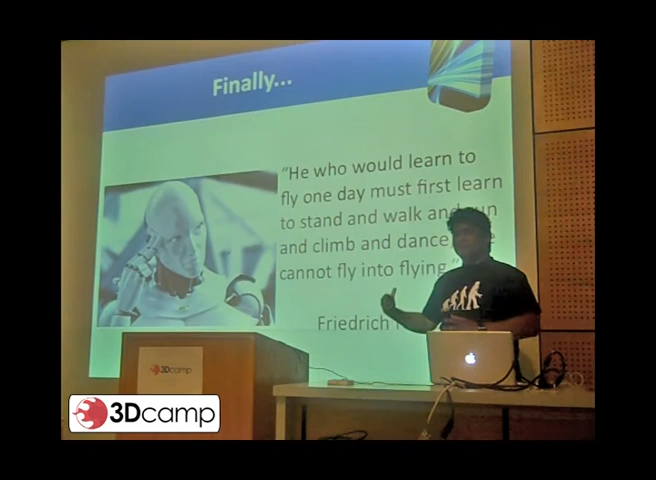 Finally...
“He who would learn to
fly one day must first learn
to stand and walk and run
and climb and dance
cannot fly into flying.”
Friedrich
3Dcamp
3Dcamp